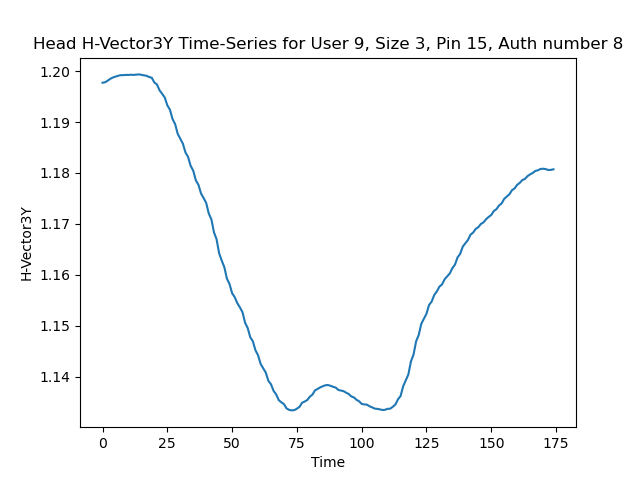 Head H-Vector3Y Time-Series for User 9, Size 3, Pin 15, Auth number 8
1.20
1.19
1.18
1.17
1.16
1.15
1.14
H-Vector3Y
0 25 50 75 100 125 150 175
Time